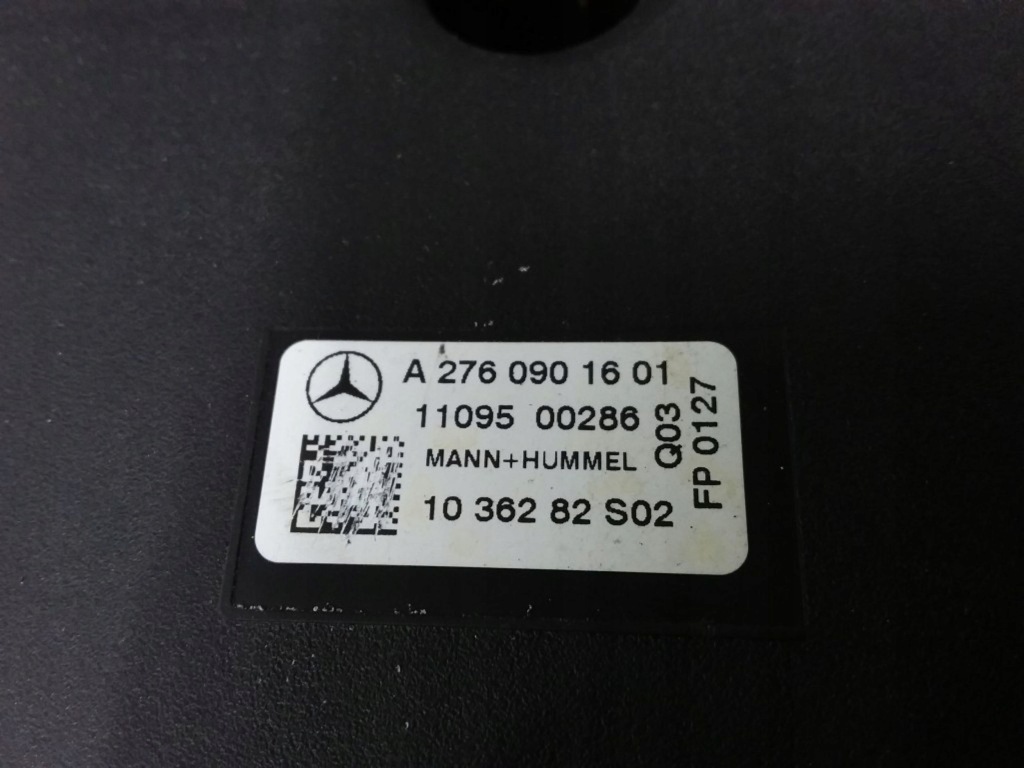 A 276 090 16 01
11095 00286
MANN+HUMMEL
10 362 82 S02
Q03
FP 0127